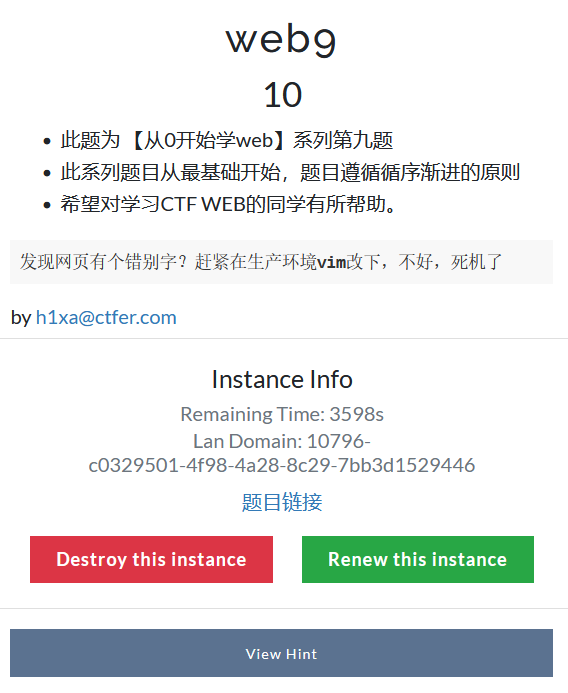 web9
10
此题为 【从0开始学web】系列第九题
此系列题目从最基础开始，题目遵循循序渐进的原则
希望对学习CTF WEB的同学有所帮助。
发现网页有个错别字？赶紧在生产环境vim改下，不好，死机了
by h1xa@ctfer.com
Instance Info
Remaining Time: 3598s
Lan Domain: 10796-
c0329501-4f98-4a28-8c29-7bb3d1529446
题目链接
Destroy this instance
Renew this instance
View Hint